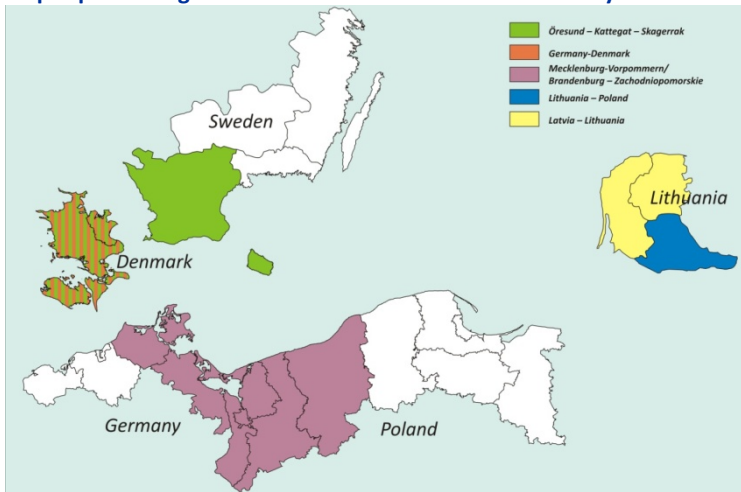 Öresund – Kattegat – Skagerrak
Germany-Denmark
Mecklenburg-Vorpommern/
Brandenburg – Zachodniopomorskie
Lithuania – Poland
Latvia – Lithuania
Sweden
Lithuania
Denmark
Germany
Poland